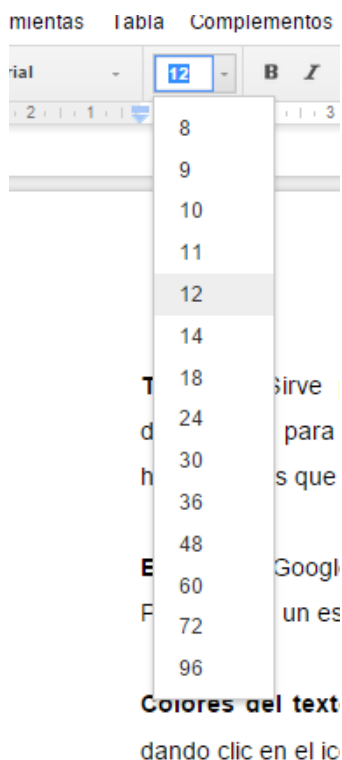 mientas Tabla Complementos
rial 12 B I
2 1 3
8
9
10
11
12
14
18
24
30
36
48
60
72
96
T Sirve
d para
h s que
E Googl
F un es
Colores del text
dando clic en el ic